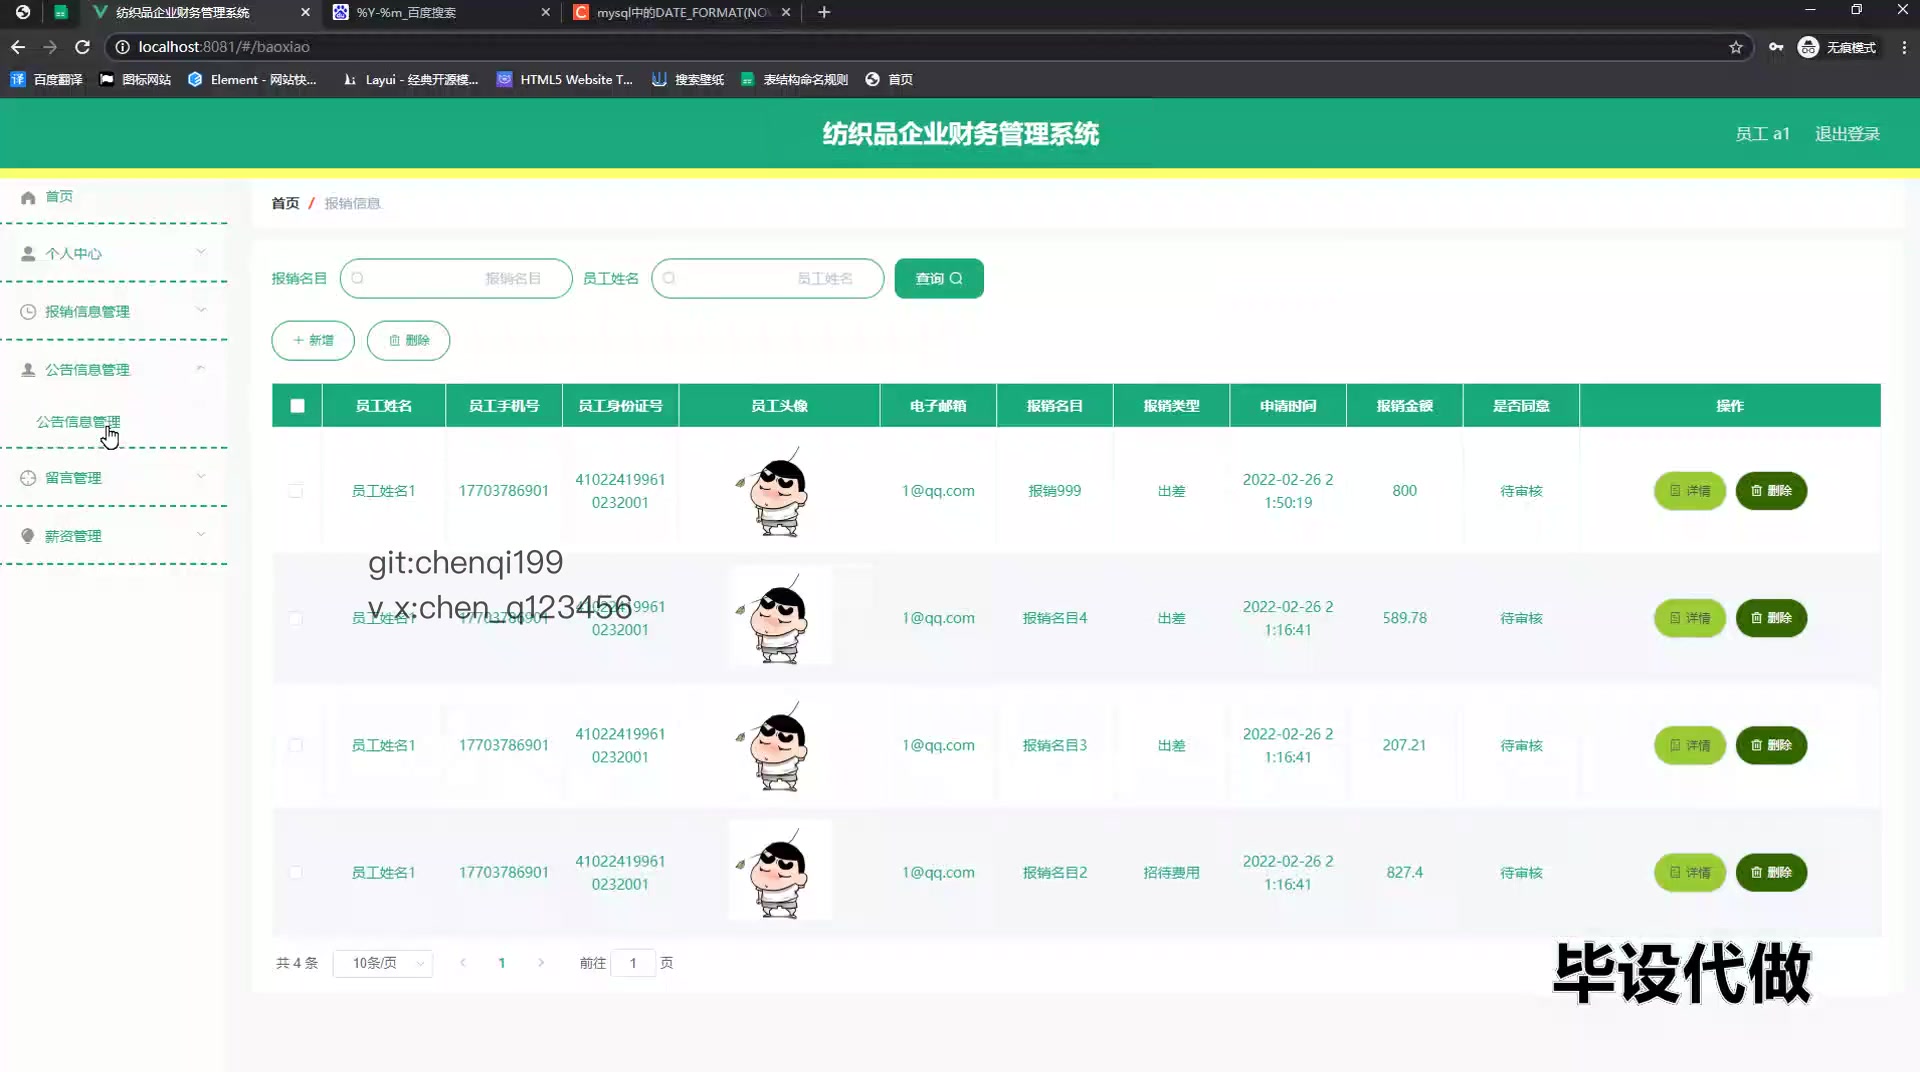 纺织品企业财务管理系统
%Y-%m_百度搜索
mysql中的DATE_FORMAT(NO
localhost:8081/#/baoxiao
无痕模式
百度翻译
图标网站
Element - 网站快...
Layui - 经典开源模...
HTML5 Website T...
搜索壁纸
表结构命名规则
首页
纺织品企业财务管理系统
员工 a1
退出登录
首页
个人中心
报销信息管理
公告信息管理
公告信息管理
留言管理
薪资管理
首页 / 报销信息
报销名目 报销名目 员工姓名 员工姓名 查询
+ 新增 删除
员工姓名 员工手机号 员工身份证号 员工头像 电子邮箱 报销名目 报销类型 申请时间 报销金额 是否同意 操作
员工姓名1 17703786901 41022419961 1@qq.com 报销999 出差 2022-02-26 2 800 待审核 详情 删除
0232001 1:50:19
git:chenqi199
v_x:chen_q123456
员工姓名1 17703786901 41022419961 1@qq.com 报销名目4 出差 2022-02-26 2 589.78 待审核 详情 删除
0232001 1:16:41
员工姓名1 17703786901 41022419961 1@qq.com 报销名目3 出差 2022-02-26 2 207.21 待审核 详情 删除
0232001 1:16:41
员工姓名1 17703786901 41022419961 1@qq.com 报销名目2 招待费用 2022-02-26 2 827.4 待审核 详情 删除
0232001 1:16:41
共 4 条 10条/页 1 前往 1 页
毕设代做